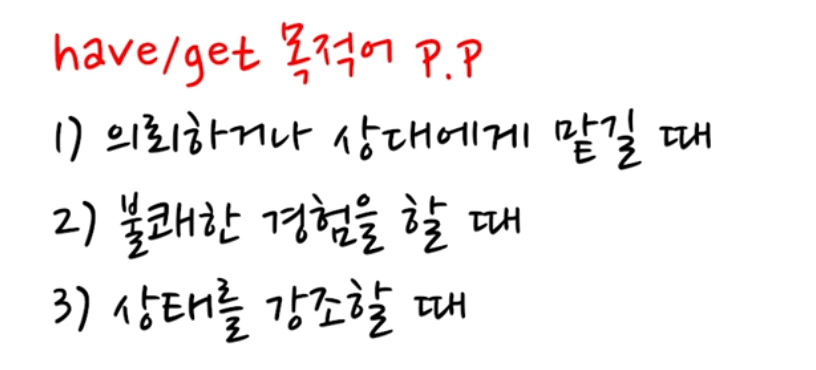 have/get 목적어 P.P
1) 의뢰하거나 상대에게 맡길 때
2) 불쾌한 경험을 할 때
3) 상태를 강조할 때